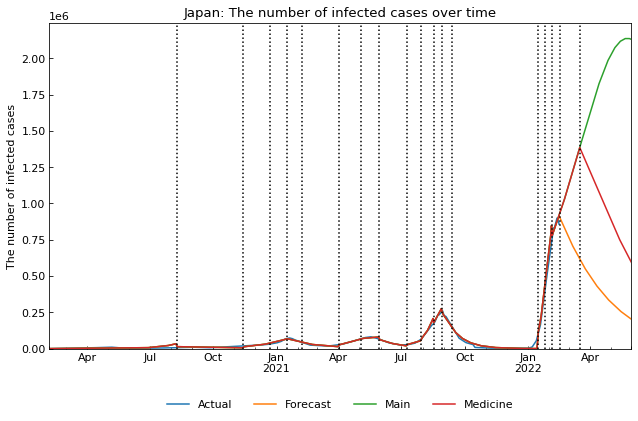 Japan: The number of infected cases over time
1e6
2.00
1.75
1.50
1.25
1.00
0.75
0.50
0.25
0.00
The number of infected cases
Apr Jul Oct Jan Apr Jul Oct Jan Apr
2021 2022
Actual Forecast Main Medicine